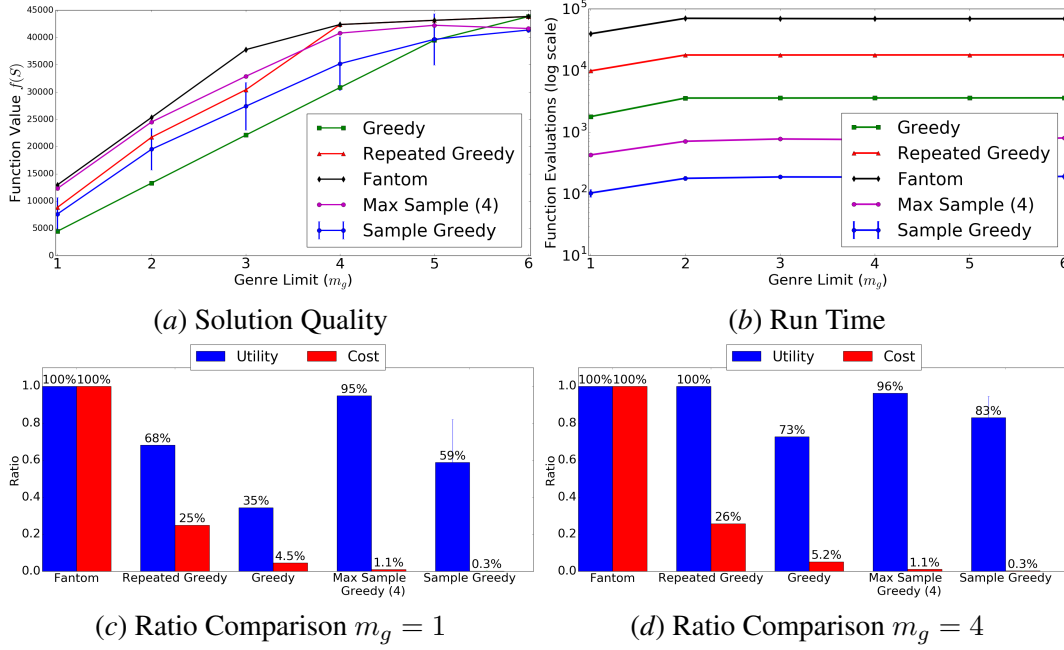 45000
40000
35000
30000
25000
20000
15000
10000
5000
0
Function Value f(S)
Greedy
Repeated Greedy
Fantom
Max Sample (4)
Sample Greedy
1 2 3 4 5 6
Genre Limit (m_g)
(a) Solution Quality
10^5
10^4
10^3
10^2
10^1
Function Evaluations (log scale)
Greedy
Repeated Greedy
Fantom
Max Sample (4)
Sample Greedy
1 2 3 4 5 6
Genre Limit (m_g)
(b) Run Time
Utility Cost
1.0
0.8
0.6
0.4
0.2
0.0
Ratio
100% 100%
68%
25%
35%
4.5%
95%
1.1%
59%
0.3%
Fantom Repeated Greedy Greedy Max Sample Sample Greedy
Greedy (4)
(c) Ratio Comparison m_g = 1
Utility Cost
1.0
0.8
0.6
0.4
0.2
0.0
Ratio
100% 100%
100%
26%
73%
5.2%
96%
1.1%
83%
0.3%
Fantom Repeated Greedy Greedy Max Sample Sample Greedy
Greedy (4)
(d) Ratio Comparison m_g = 4